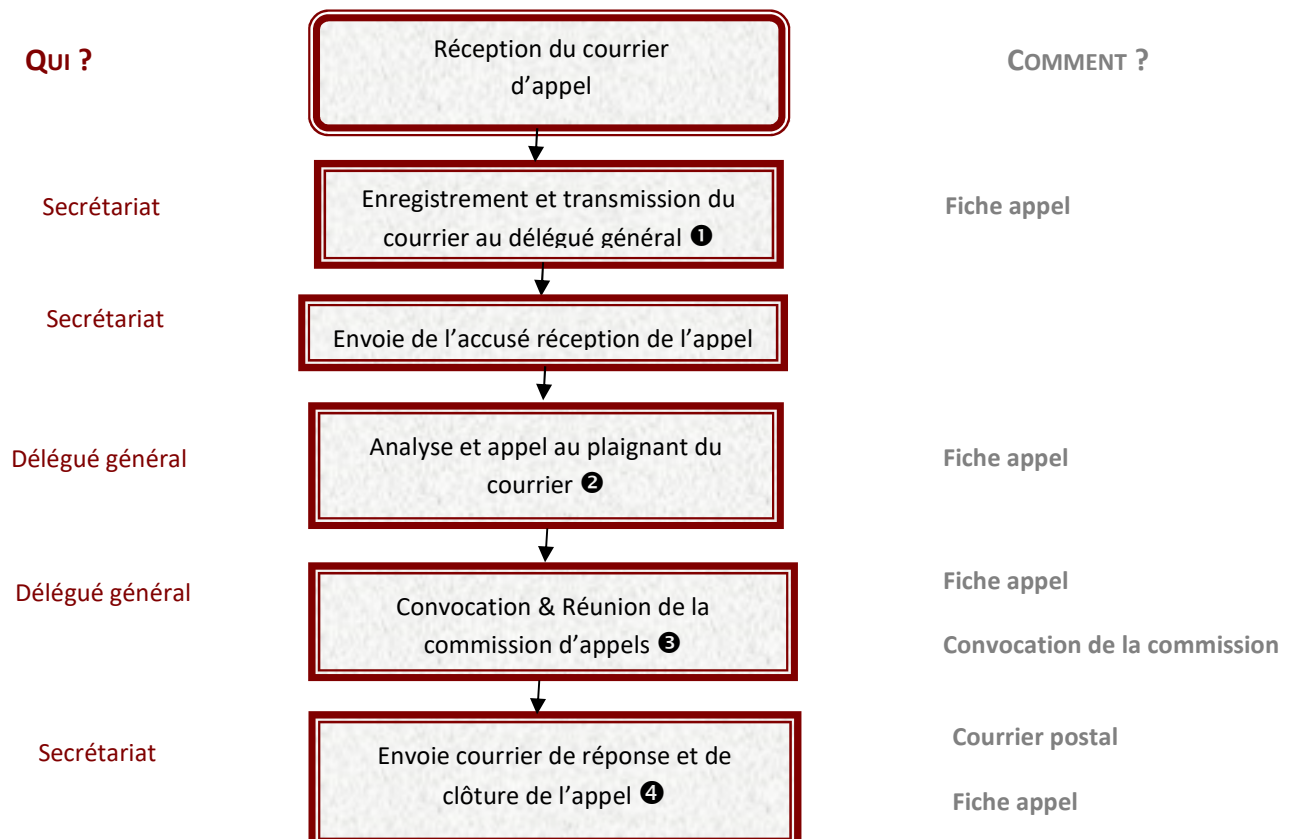 QUI ?
Réception du courrier
d’appel
COMMENT ?
Secrétariat
Enregistrement et transmission du
courrier au délégué général ❶
Fiche appel
Secrétariat
Envoie de l’accusé réception de l’appel
Délégué général
Analyse et appel au plaignant du
courrier ❷
Fiche appel
Délégué général
Convocation & Réunion de la
commission d’appels ❸
Fiche appel
Convocation de la commission
Secrétariat
Envoie courrier de réponse et de
clôture de l’appel ❹
Courrier postal
Fiche appel